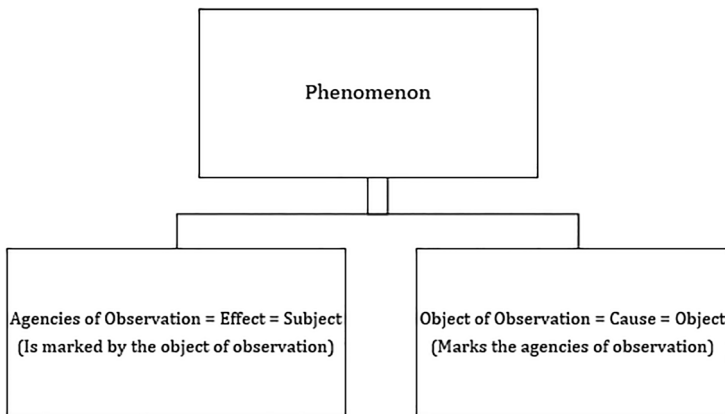 Phenomenon
Agencies of Observation = Effect = Subject
(Is marked by the object of observation)
Object of Observation = Cause = Object
(Marks the agencies of observation)